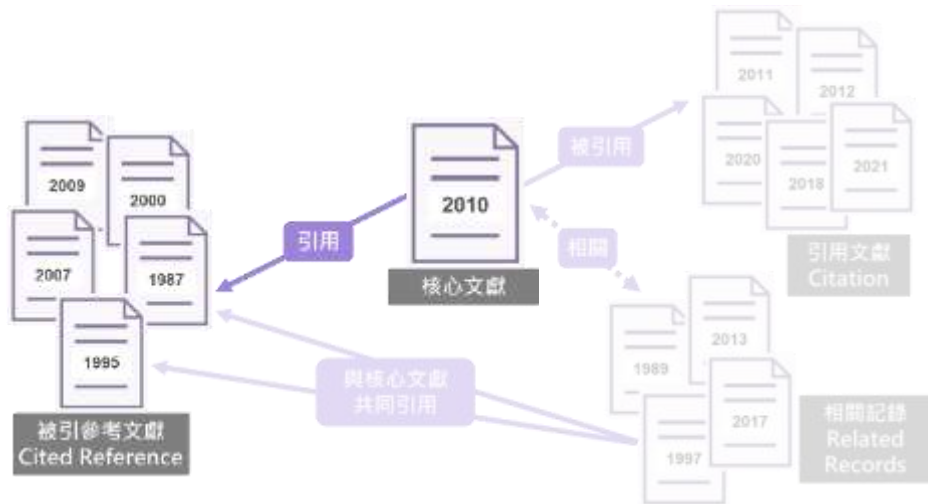 2009
2000
2007
1987
1995
被引參考文獻
Cited Reference
引用
2010
核心文獻
被引用
相關
與核心文獻
共同引用
2011
2012
2020
2018
2021
引用文獻
Citation
1989
2013
1997
2017
相關記錄
Related
Records